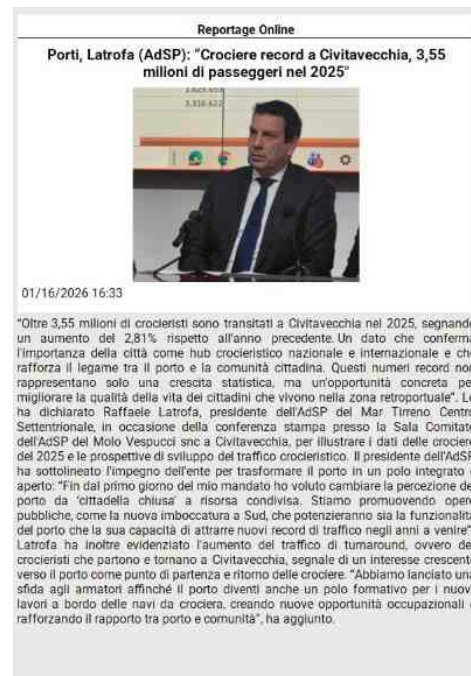 Reportage Online
Porti, Latrofa (AdSP): "Crociere record a Civitavecchia, 3,55
milioni di passeggeri nel 2025"
3.316.622
01/16/2026 16:33
"Oltre 3,55 milioni di crocieristi sono transitati a Civitavecchia nel 2025, segnando
un aumento del 2,81% rispetto all'anno precedente. Un dato che conferma
l'importanza della città come hub crocieristico nazionale e internazionale e che
rafforza il legame tra il porto e la comunità cittadina. Questi numeri record non
rappresentano solo una crescita statistica, ma un'opportunità concreta per
migliorare la qualità della vita dei cittadini che vivono nella zona retroportuale". Lo
ha dichiarato Raffaele Latrofa, presidente dell'AdSP del Mar Tirreno Centro
Settentrionale, in occasione della conferenza stampa presso la Sala Comitato
dell'AdSP del Molo Vespucci snc a Civitavecchia, per illustrare i dati delle crociere
del 2025 e le prospettive di sviluppo del traffico crocieristico. Il presidente dell'AdSP
ha sottolineato l'impegno dell'ente per trasformare il porto in un polo integrato e
aperto: "Fin dal primo giorno del mio mandato ho voluto cambiare la percezione del
porto da 'cittadella chiusa' a risorsa condivisa. Stiamo promuovendo opere
pubbliche, come la nuova imboccatura a Sud, che potenzieranno sia la funzionalità
del porto che la sua capacità di attrarre nuovi record di traffico negli anni a venire".
Latrofa ha inoltre evidenziato l'aumento del traffico di turnaround, ovvero dei
crocieristi che partono e tornano a Civitavecchia, segnale di un interesse crescente
verso il porto come punto di partenza e ritorno delle crociere. "Abbiamo lanciato una
sfida agli armatori affinché il porto diventi anche un polo formativo per i nuovi
lavori a bordo delle navi da crociera, creando nuove opportunità occupazionali e
rafforzando il rapporto tra porto e comunità", ha aggiunto.